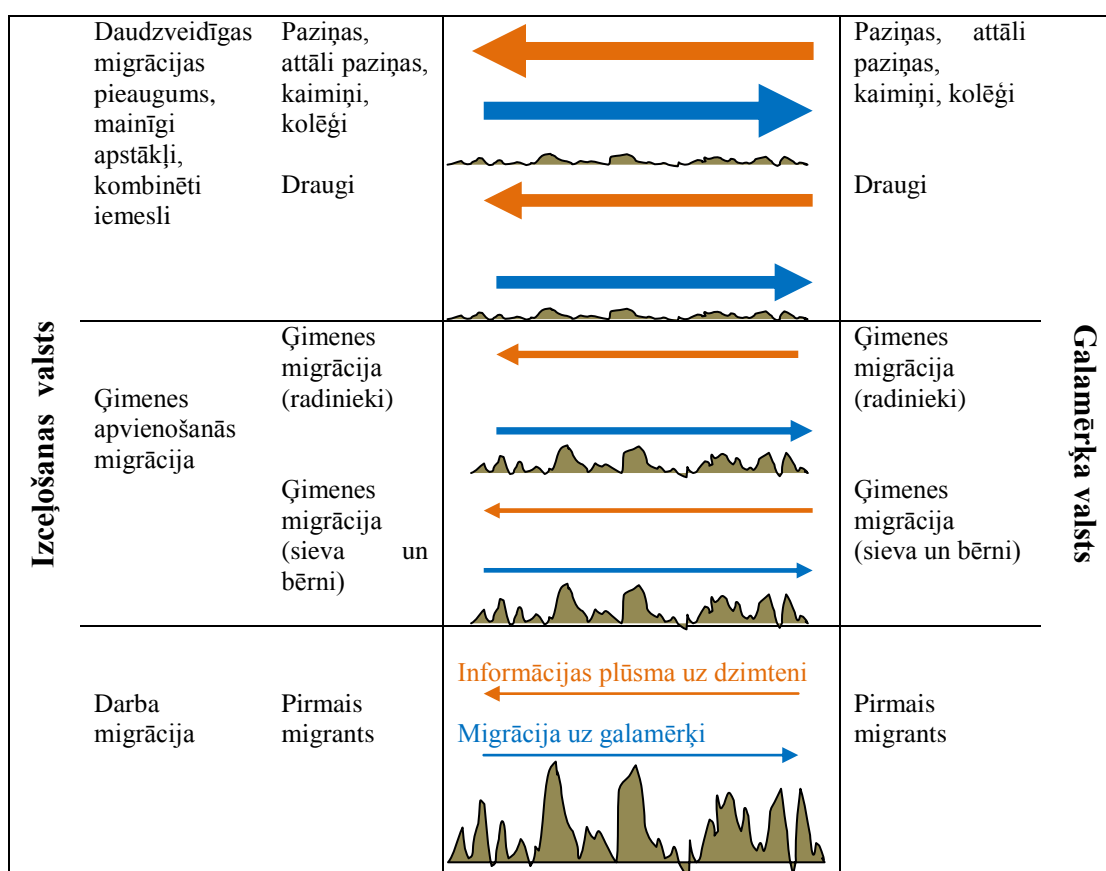 Izceļošanas valsts
Daudzveidīgas
migrācijas
pieaugums,
mainīgi
apstākļi,
kombinēti
iemesli
Paziņas,
attāli paziņas,
kaimiņi,
kolēģi
Draugi
Paziņas, attāli
paziņas,
kaimiņi, kolēģi
Draugi
Ģimenes
apvienošanās
migrācija
Ģimenes
migrācija
(radinieki)
Ģimenes
migrācija
(sieva un
bērni)
Ģimenes
migrācija
(radinieki)
Ģimenes
migrācija
(sieva un bērni)
Darba
migrācija
Pirmais
migrants
Informācijas plūsma uz dzimteni
Migrācija uz galamērķi
Pirmais
migrants
Galamērķa valsts